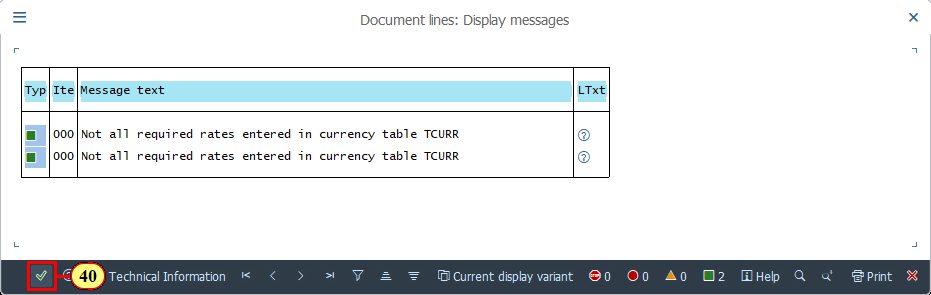 Document lines: Display messages
Typ Ite Message text LTxt
000 Not all required rates entered in currency table TCURR
000 Not all required rates entered in currency table TCURR
40 Technical Information Current display variant STOP 0 0 0 2 Help Print